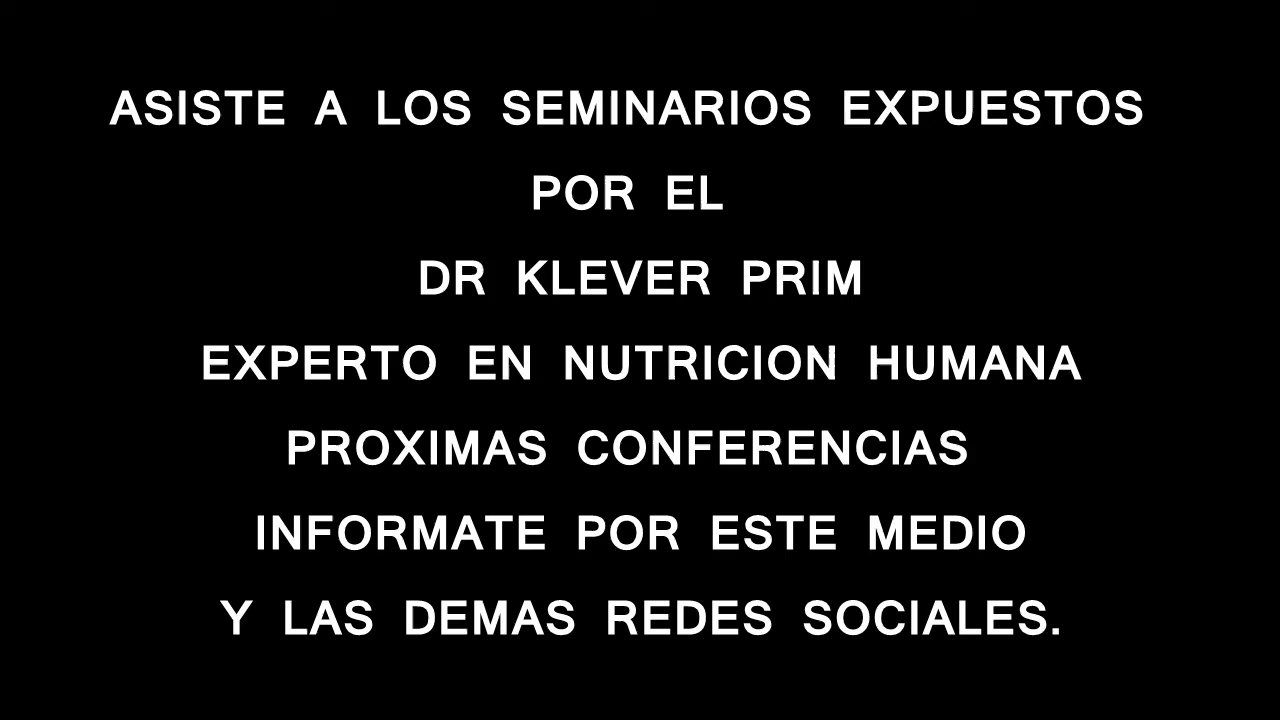 ASISTE A LOS SEMINARIOS EXPUESTOS
POR EL
DR KLEVER PRIM
EXPERTO EN NUTRICION HUMANA
PROXIMAS CONFERENCIAS
INFORMATE POR ESTE MEDIO
Y LAS DEMAS REDES SOCIALES.